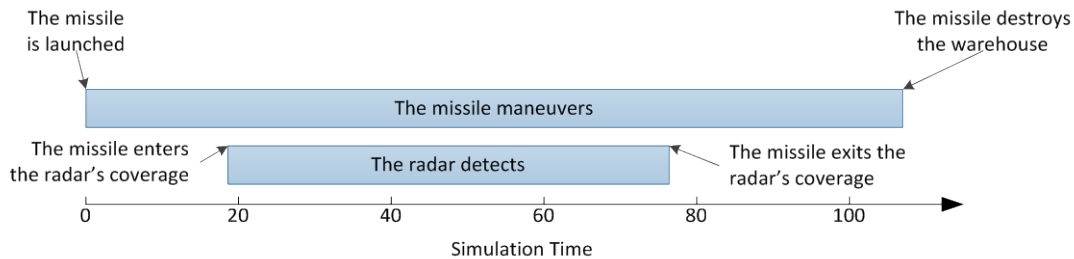 The missile
is launched
The missile destroys
the warehouse
The missile maneuvers
The missile enters
the radar's coverage
The radar detects
The missile exits the
radar's coverage
0 20 40 60 80 100
Simulation Time